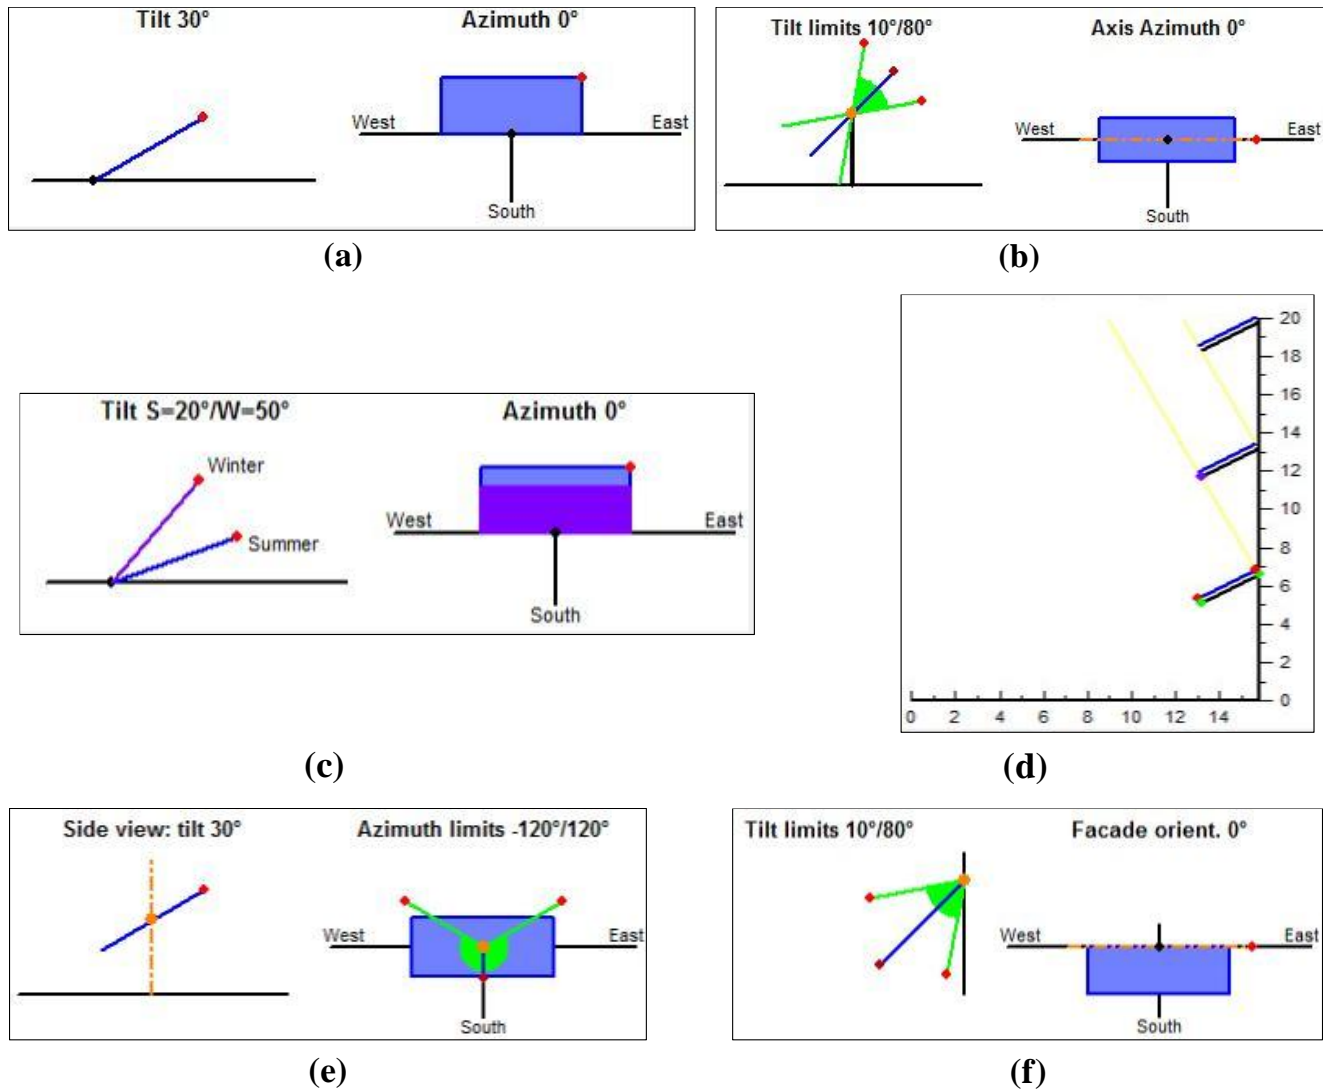 Tilt 30°
Azimuth 0°
West
East
South
(a)
Tilt limits 10°/80°
Axis Azimuth 0°
West
East
South
(b)
Tilt S=20°/W=50°
Azimuth 0°
Winter
Summer
West
East
South
(c)
20
18
16
14
12
10
8
6
4
2
0
0 2 4 6 8 10 12 14
(d)
Side view: tilt 30°
Azimuth limits -120°/120°
West
East
South
(e)
Tilt limits 10°/80°
Facade orient. 0°
West
East
South
(f)